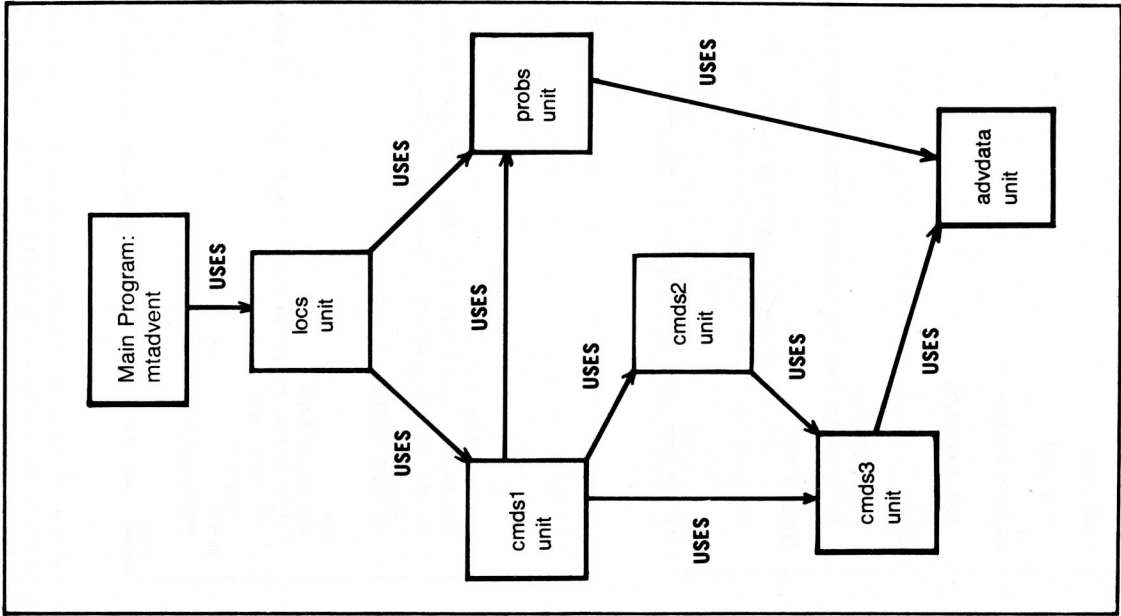 Main Program:
mtadvent
USES
locs
unit
USES
USES
cmds1
unit
USES
probs
unit
USES
USES
cmds2
unit
USES
USES
cmds3
unit
USES
advdata
unit